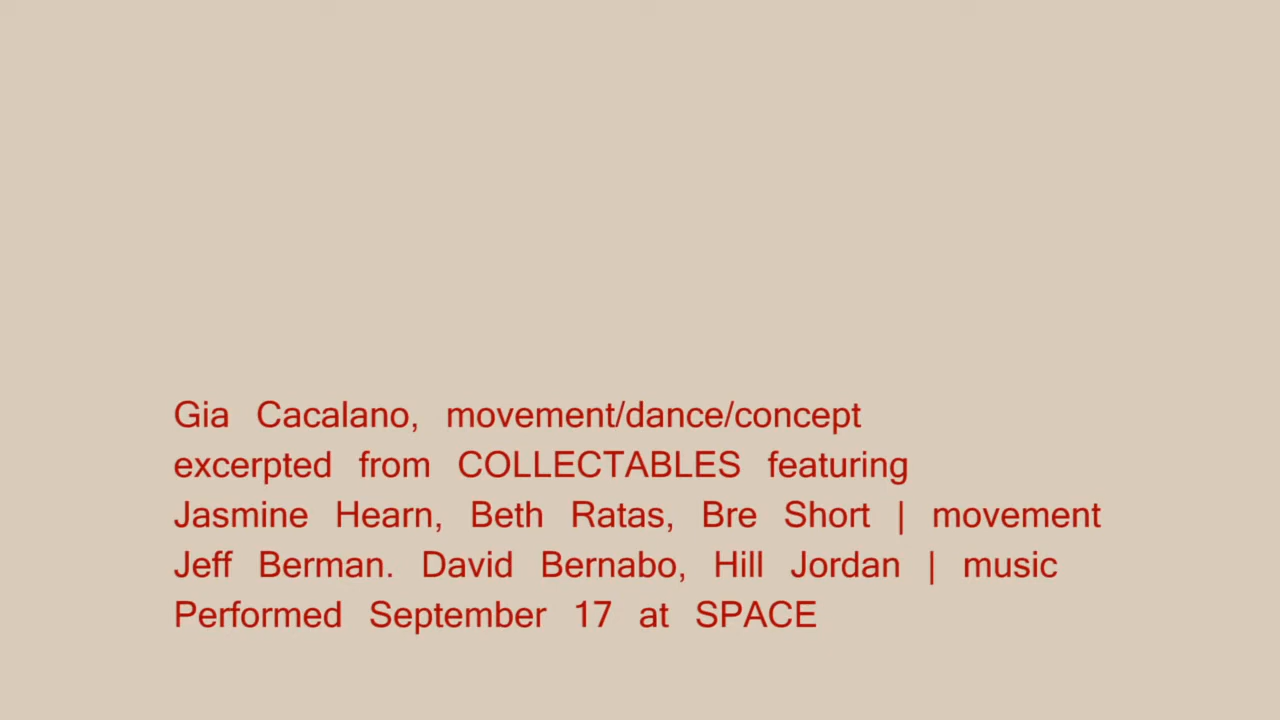 Gia Cacalano, movement/dance/concept
excerpted from COLLECTABLES featuring
Jasmine Hearn, Beth Ratas, Bre Short | movement
Jeff Berman. David Bernabo, Hill Jordan | music
Performed September 17 at SPACE